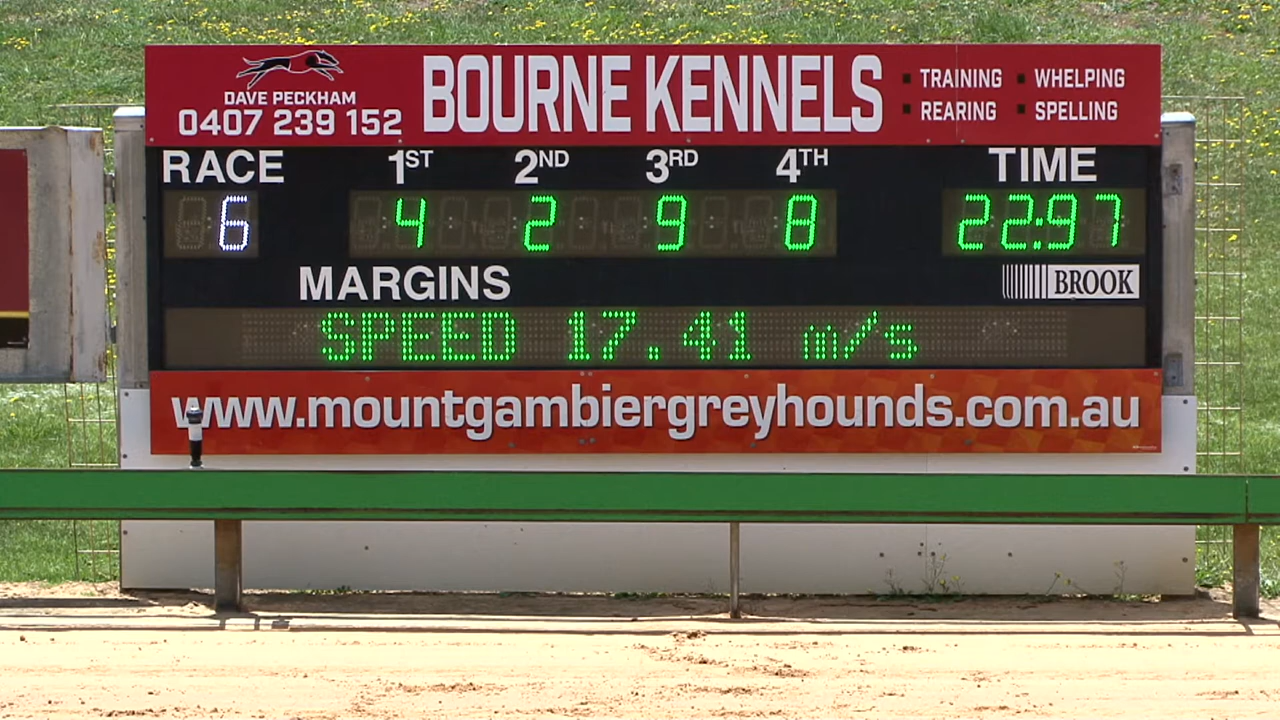 DAVE PECKHAM
0407 239 152
BOURNE KENNELS
TRAINING
WHELPING
REARING
SPELLING
RACE 1ST 2ND 3RD 4TH TIME
6 4 2 9 8 22:97
MARGINS
BROOK
SPEED 17.41 m/s
www.mountgambiergreyhounds.com.au